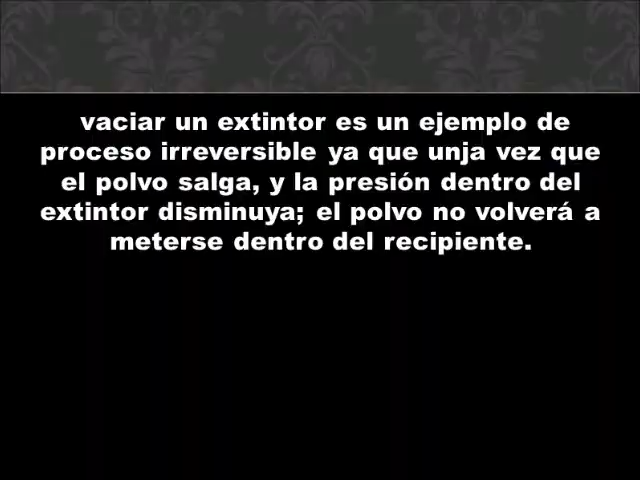 vaciar un extintor es un ejemplo de
proceso irreversible ya que unja vez que
el polvo salga, y la presión dentro del
extintor disminuya; el polvo no volverá a
meterse dentro del recipiente.